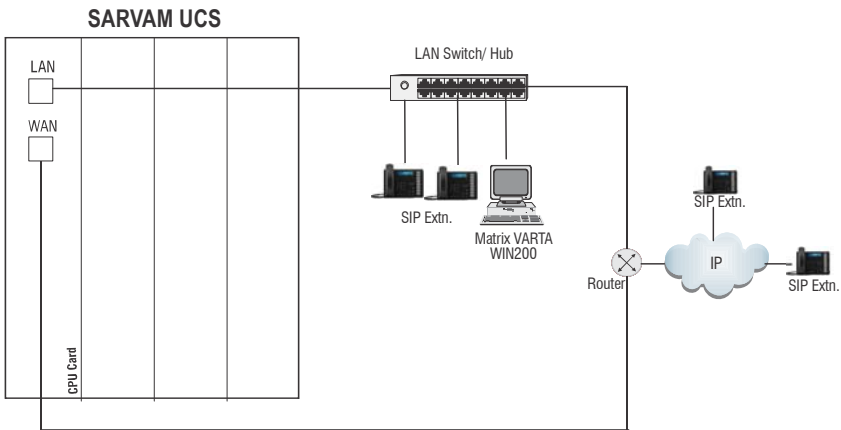 SARVAM UCS
LAN
WAN
CPU Card
LAN Switch/ Hub
SIP Extn.
Matrix VARTA
WIN200
Router
IP
SIP Extn.
SIP Extn.